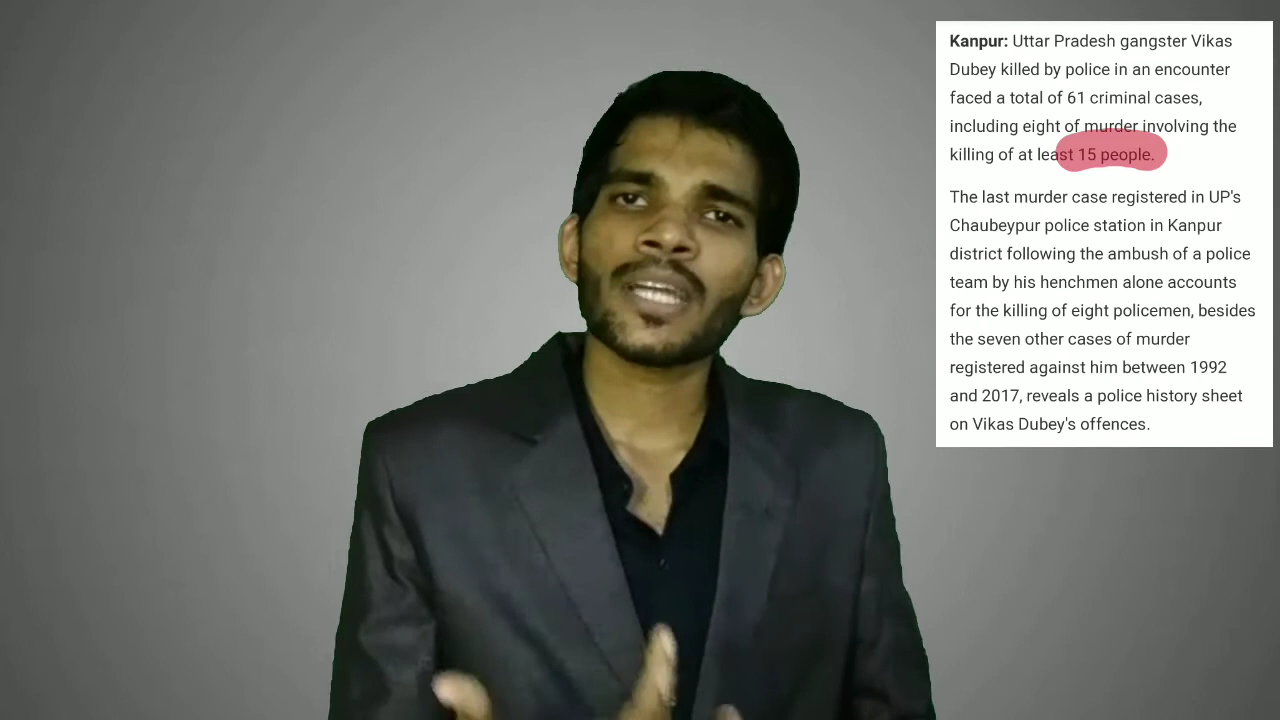 Kanpur: Uttar Pradesh gangster Vikas
Dubey killed by police in an encounter
faced a total of 61 criminal cases,
including eight of murder involving the
killing of at least 15 people.
The last murder case registered in UP's
Chaubeypur police station in Kanpur
district following the ambush of a police
team by his henchmen alone accounts
for the killing of eight policemen, besides
the seven other cases of murder
registered against him between 1992
and 2017, reveals a police history sheet
on Vikas Dubey's offences.